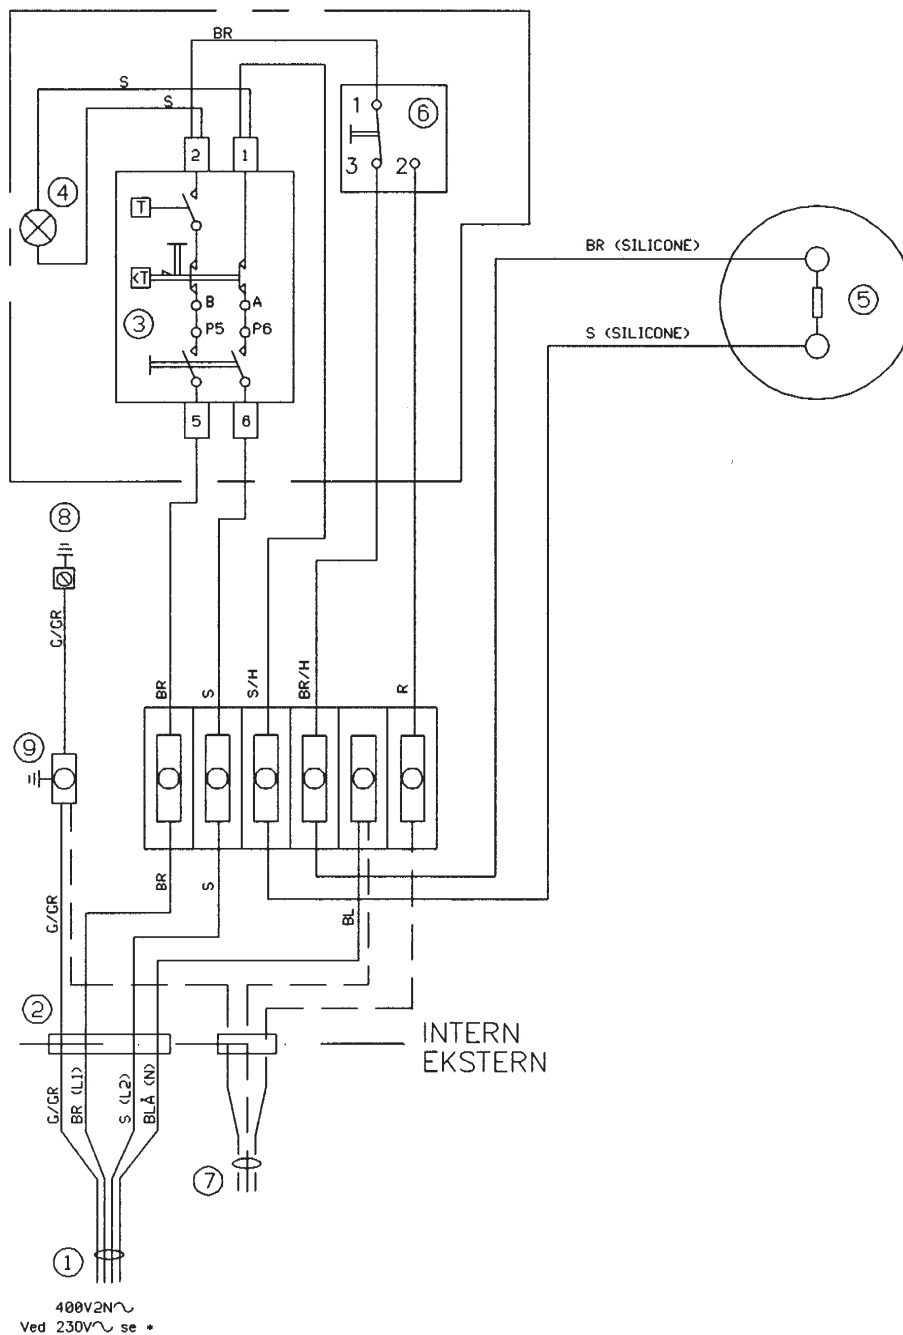 BR
S
S
1
6
2
1
3
2
4
T
BR (SILICONE)
KT
5
B
A
3
P5
P6
S (SILICONE)
5
6
8
G/GR
BR
S
S/H
BR/H
R
9
BR
S
G/GR
BL
2
INTERN
EKSTERN
G/GR
BR (L1)
S (L2)
BLÅ (N)
7
1
400V2N~
Ved 230V~ se *